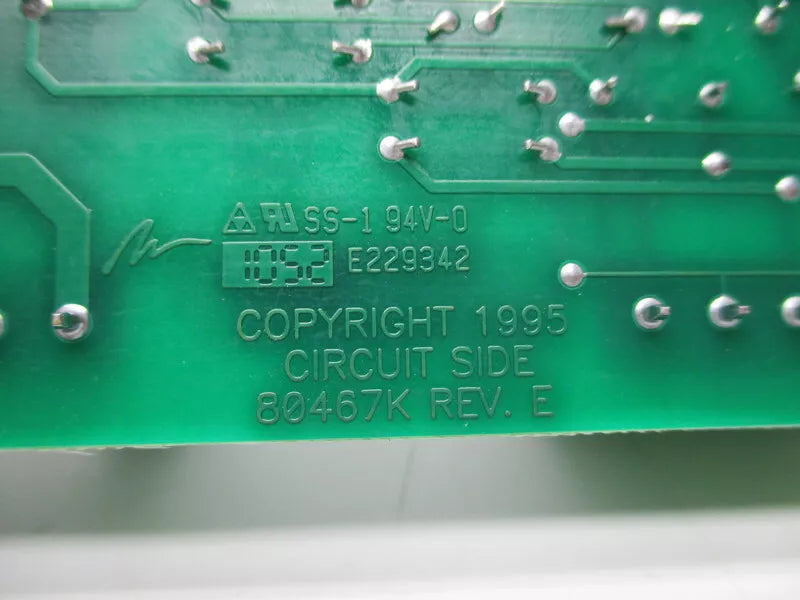 SS-1 94V-0
1052 E229342
COPYRIGHT 1995
CIRCUIT SIDE
80467K REV. E